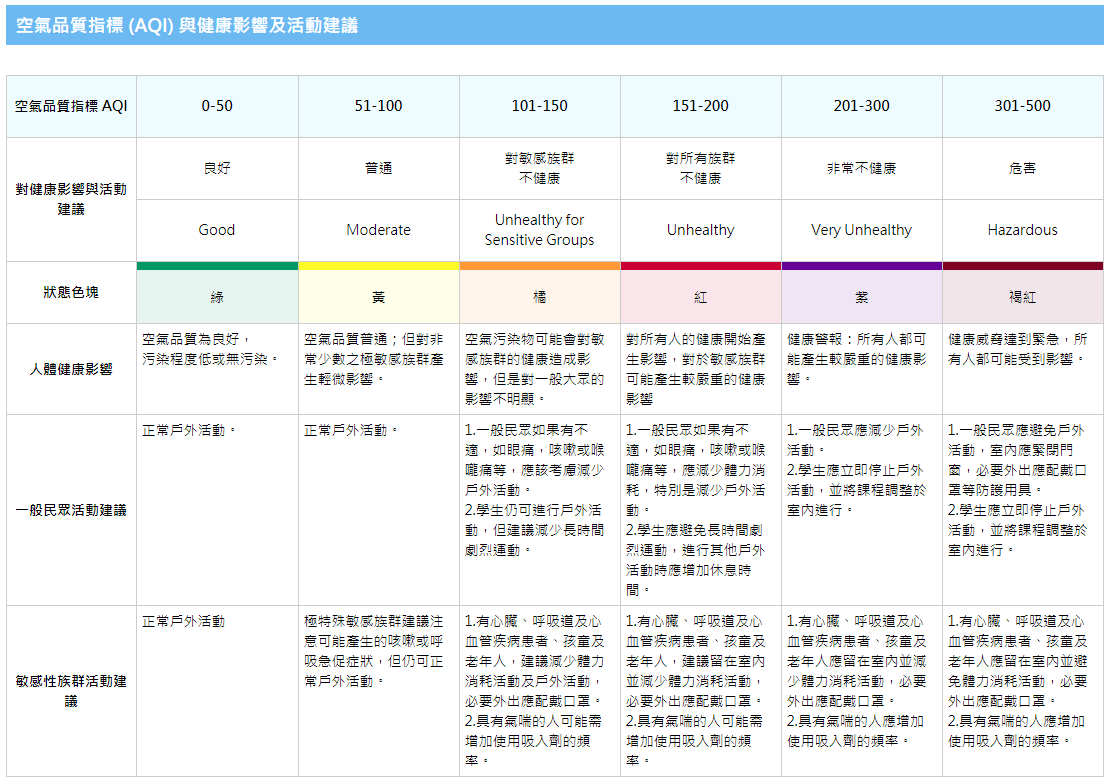 空氣品質指標 (AQI) 與健康影響及活動建議
空氣品質指標 AQI
0-50
51-100
101-150
151-200
201-300
301-500
對健康影響與活動
建議
良好
普通
對敏感族群
不健康
對所有族群
不健康
非常不健康
危害
Good
Moderate
Unhealthy for
Sensitive Groups
Unhealthy
Very Unhealthy
Hazardous
狀態色塊
綠
黃
橘
紅
紫
褐紅
人體健康影響
空氣品質為良好，
污染程度低或無污染。
空氣品質普通；但對非
常少數之極敏感族群產
生輕微影響。
空氣污染物可能會對敏
感族群的健康造成影
響，但是對一般大眾的
影響不明顯。
對所有人的健康開始產
生影響，對於敏感族群
可能產生較嚴重的健康
影響
健康警報：所有人都可
能產生較嚴重的健康影
響。
健康威脅達到緊急，所
有人都可能受到影響。
一般民眾活動建議
正常戶外活動。
正常戶外活動。
1.一般民眾如果有不
適，如眼痛，咳嗽或喉
嚨痛等，應該考慮減少
戶外活動。
2.學生仍可進行戶外活
動，但建議減少長時間
劇烈運動。
1.一般民眾如果有不
適，如眼痛，咳嗽或喉
嚨痛等，應減少體力消
耗，特別是減少戶外活
動。
2.學生應避免長時間劇
烈運動，進行其他戶外
活動時應增加休息時
間。
1.一般民眾應減少戶外
活動。
2.學生應立即停止戶外
活動，並將課程調整於
室內進行。
1.一般民眾應避免戶外
活動，室內應緊閉門
窗，必要外出應配戴口
罩等防護用具。
2.學生應立即停止戶外
活動，並將課程調整於
室內進行。
敏感性族群活動建
議
正常戶外活動
極特殊敏感族群建議注
意可能產生的咳嗽或呼
吸急促症狀，但仍可正
常戶外活動。
1.有心臟、呼吸道及心
血管疾病患者、孩童及
老年人，建議減少體力
消耗活動及戶外活動，
必要外出應配戴口罩。
2.具有氣喘的人可能需
增加使用吸入劑的頻
率。
1.有心臟、呼吸道及心
血管疾病患者、孩童及
老年人，建議留在室內
並減少體力消耗活動，
必要外出應配戴口罩。
2.具有氣喘的人可能需
增加使用吸入劑的頻
率。
1.有心臟、呼吸道及心
血管疾病患者、孩童及
老年人應留在室內並減
少體力消耗活動，必要
外出應配戴口罩。
2.具有氣喘的人應增加
使用吸入劑的頻率。
1.有心臟、呼吸道及心
血管疾病患者、孩童及
老年人應留在室內並避
免體力消耗活動，必要
外出應配戴口罩。
2.具有氣喘的人應增加
使用吸入劑的頻率。